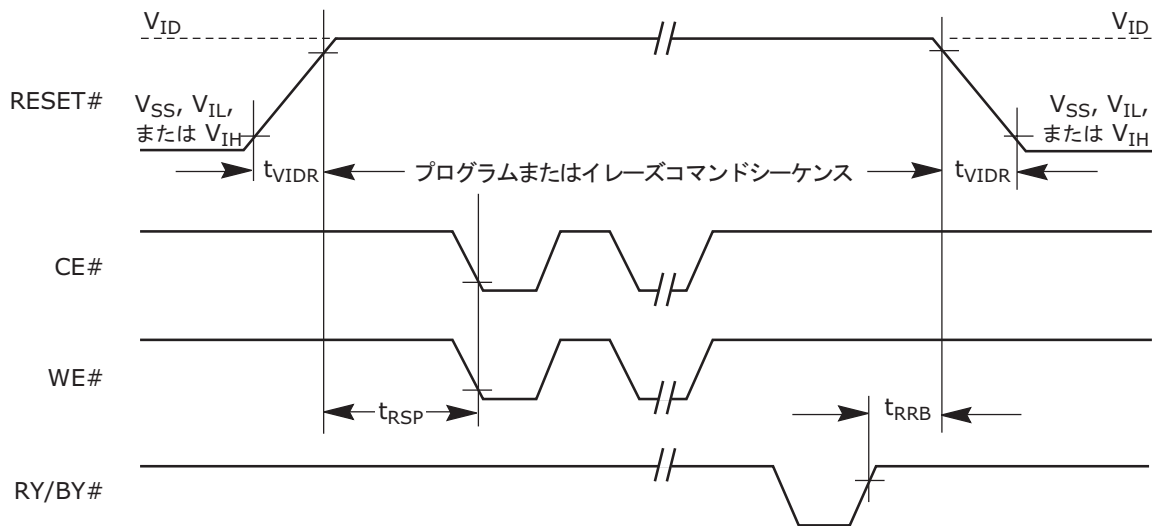 VID
VID
RESET#
VSS, VIL,
または VIH
VSS, VIL,
または VIH
tVIDR
プログラムまたはイレーズコマンドシーケンス
tVIDR
CE#
WE#
tRSP
tRRB
RY/BY#